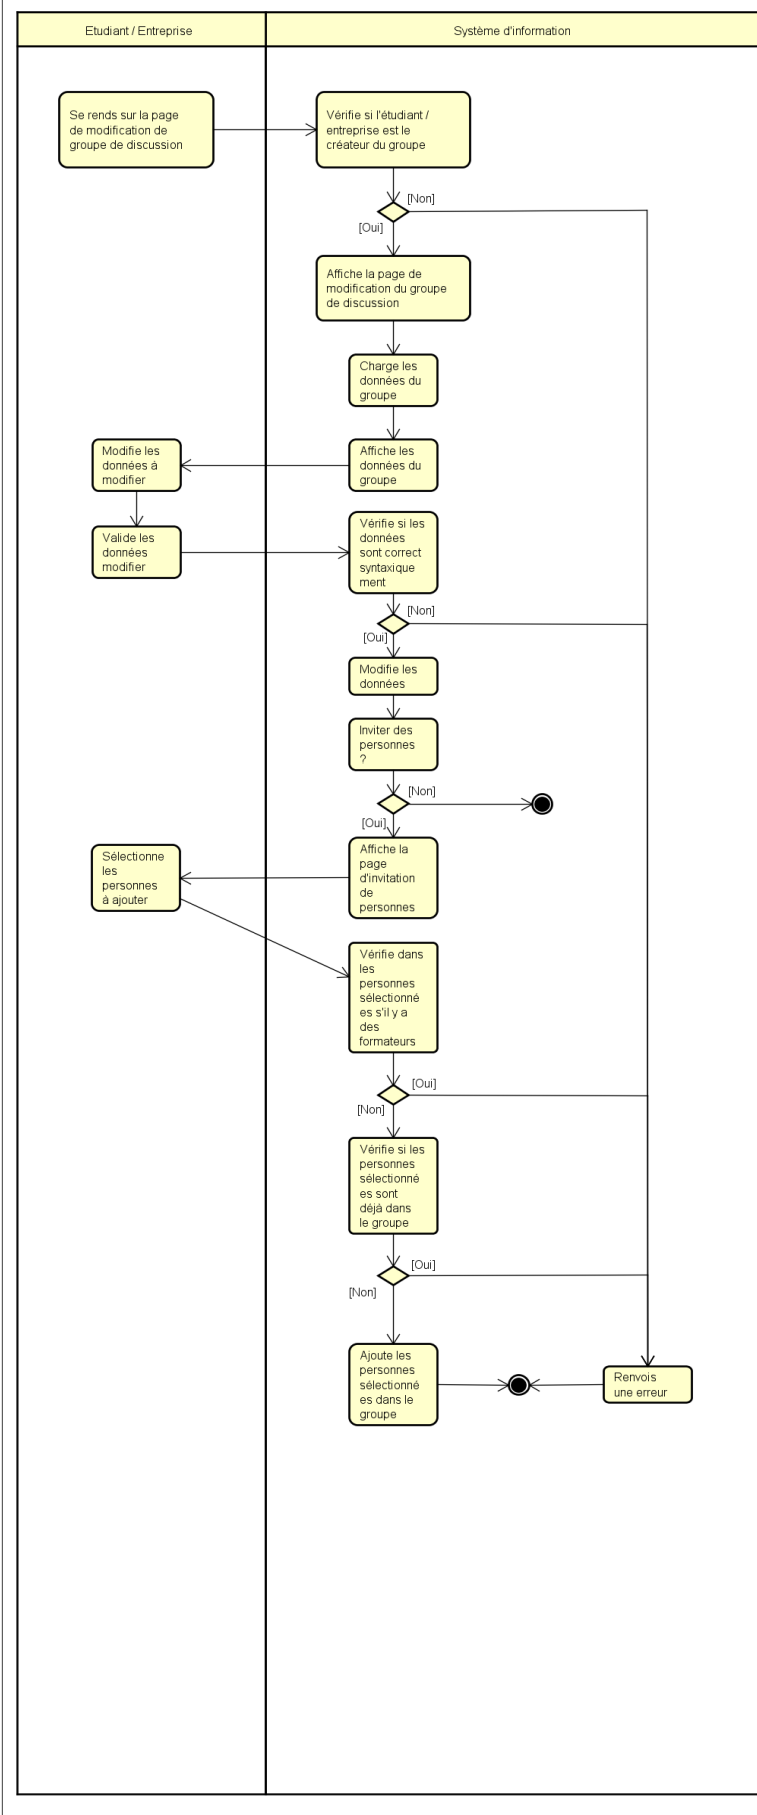 Etudiant / Entreprise
Système d'information
Se rends sur la page
de modification de
groupe de discussion
Vérifie si l'étudiant /
entreprise est le
créateur du groupe
[Non]
[Oui]
Affiche la page de
modification du groupe
de discussion
Charge les
données du
groupe
Modifie les
données à
modifier
Affiche les
données du
groupe
Valide les
données
modifier
Vérifie si les
données
sont correct
syntaxique
ment
[Non]
[Oui]
Modifie les
données
Inviter des
personnes
?
[Non]
[Oui]
Sélectionne
les
personnes
à ajouter
Affiche la
page
d'invitation
de
personnes
Vérifie dans
les
personnes
sélectionné
es s'il y a
des
formateurs
[Oui]
[Non]
Vérifie si les
personnes
sélectionné
es sont
déjà dans
le groupe
[Oui]
[Non]
Ajoute les
personnes
sélectionné
es dans le
groupe
Renvois
une erreur